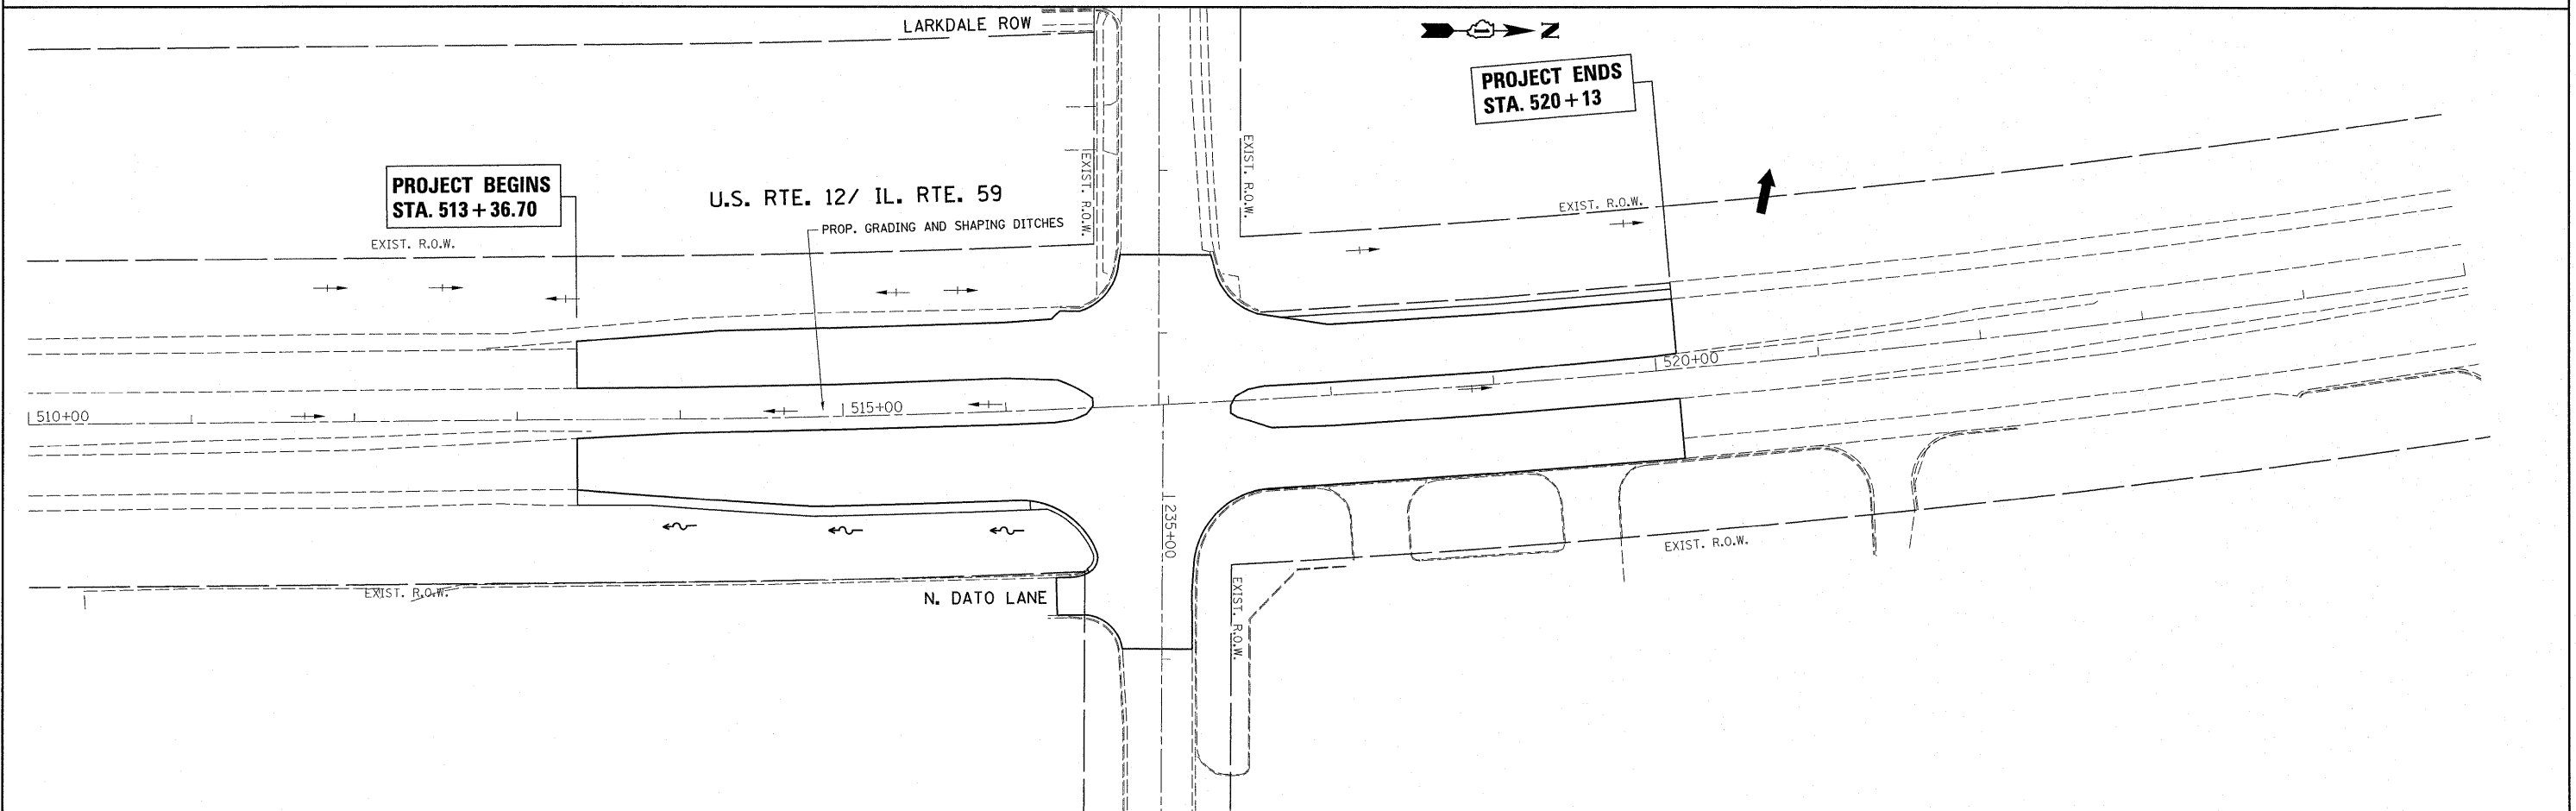 LARKDALE ROW
N
PROJECT ENDS
STA. 520+13
EXIST. R.O.W.
EXIST. R.O.W.
PROJECT BEGINS
STA. 513+36.70
U.S. RTE. 12/ IL. RTE. 59
EXIST. R.O.W.
PROP. GRADING AND SHAPING DITCHES
EXIST. R.O.W.
520+00
510+00
515+00
235+00
EXIST. R.O.W.
EXIST. R.O.W.
N. DATO LANE
EXIST. R.O.W.